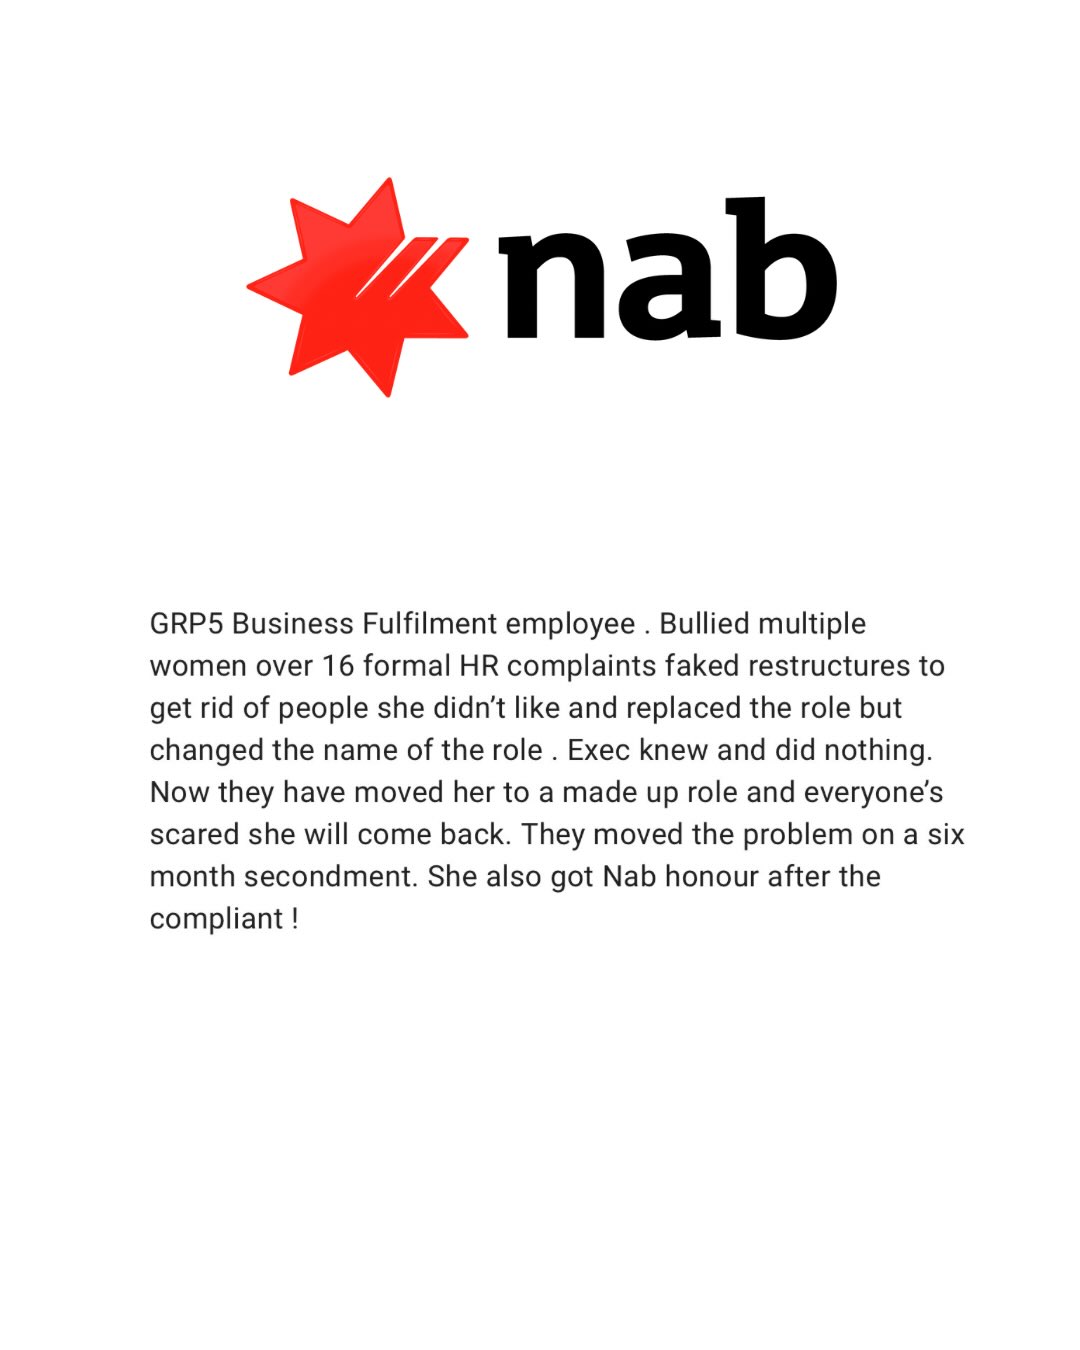 nab
GRP5 Business Fulfilment employee . Bullied multiple
women over 16 formal HR complaints faked restructures to
get rid of people she didn’t like and replaced the role but
changed the name of the role . Exec knew and did nothing.
Now they have moved her to a made up role and everyone’s
scared she will come back. They moved the problem on a six
month secondment. She also got Nab honour after the
compliant !